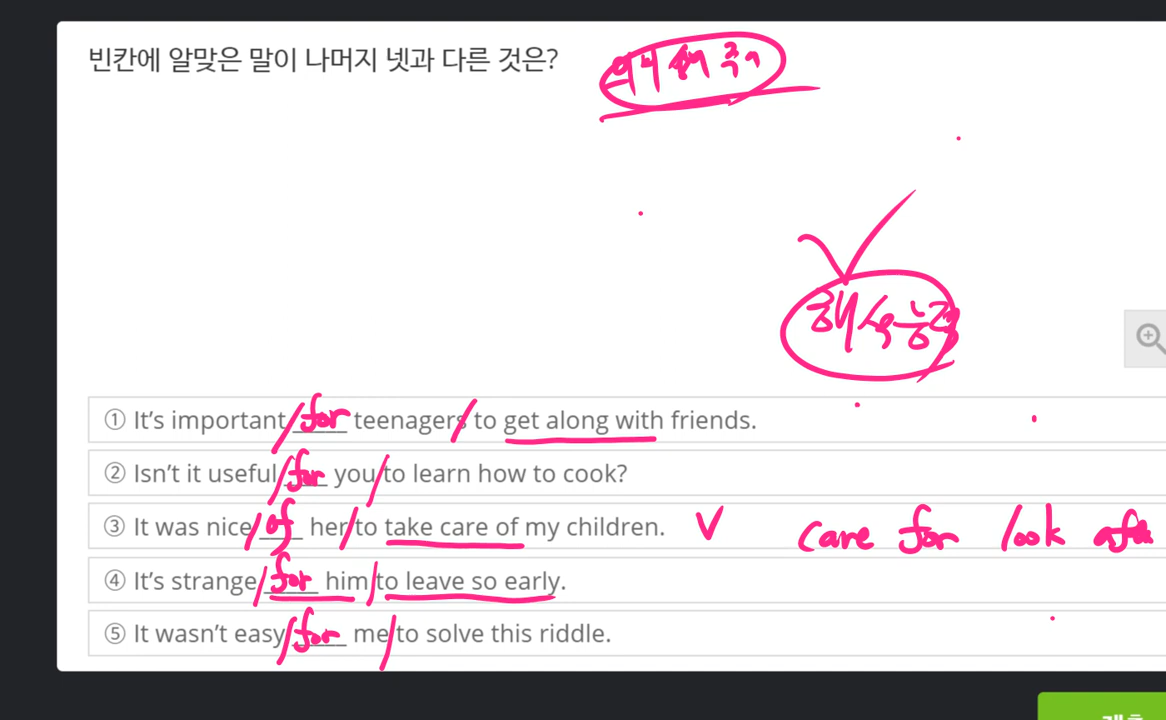 빈칸에 알맞은 말이 나머지 넷과 다른 것은?
의미상 주어
해석능력
① It's important for teenagers to get along with friends.
② Isn't it useful for you to learn how to cook?
③ It was nice of her to take care of my children. V care for look after
④ It's strange for him to leave so early.
⑤ It wasn't easy for me to solve this riddle.